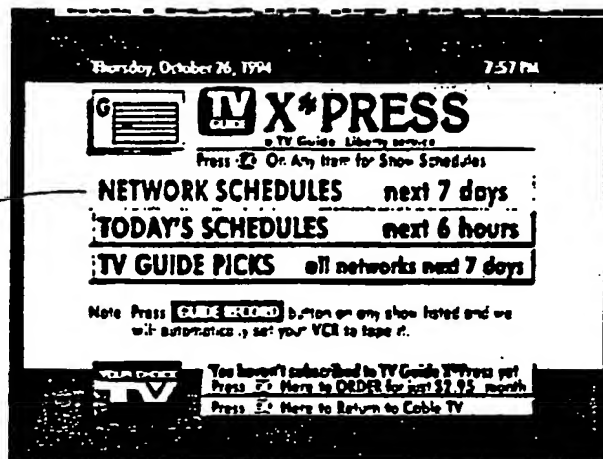 Thursday, October 26, 1994 7:57 PM
G
TV GUIDE X*PRESS
a TV Guide Liberty service
Press On Any Item for Show Schedules
NETWORK SCHEDULES next 7 days
TODAY'S SCHEDULES next 6 hours
TV GUIDE PICKS all networks next 7 days
Note Press GUIDE RECORD button on any show listed and we
will automatically set your VCR to tape it.
TV
You haven't subscribed to TV Guide X*Press yet
Press Here to ORDER for just $2.95 month
Press Here to Return to Cable TV